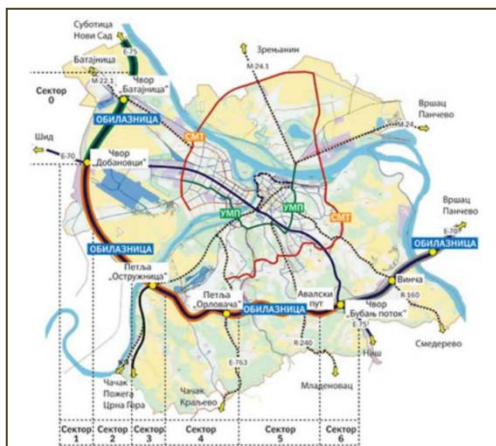 Суботица
Нови Сад
Е-75
Зрењанин
М-24.1
Батајница
М-22.1
Сектор
0
Чвор
„Батајница"
ОБИЛАЗНИЦА
Вршац
Панчево
М-24
СМТ
Шид
Е-70
Чвор
„Добановци"
УМП
УМП
СМТ
Вршац
Панчево
Е-70
ОБИЛАЗНИЦА
ОБИЛАЗНИЦА
Петља
„Остружница"
Петља
„Орловача"
ОБИЛАЗНИЦА
Авалски
пут
Винча
Чвор
„Бубањ поток"
R-160
Смедерево
Е-75
Ниш
R-240
Младеновац
Е-763
Чачак
Пожега
Црна Гора
Чачак
Краљево
Сектор
1
Сектор
2
Сектор
3
Сектор
4
Сектор
5
Сектор
6